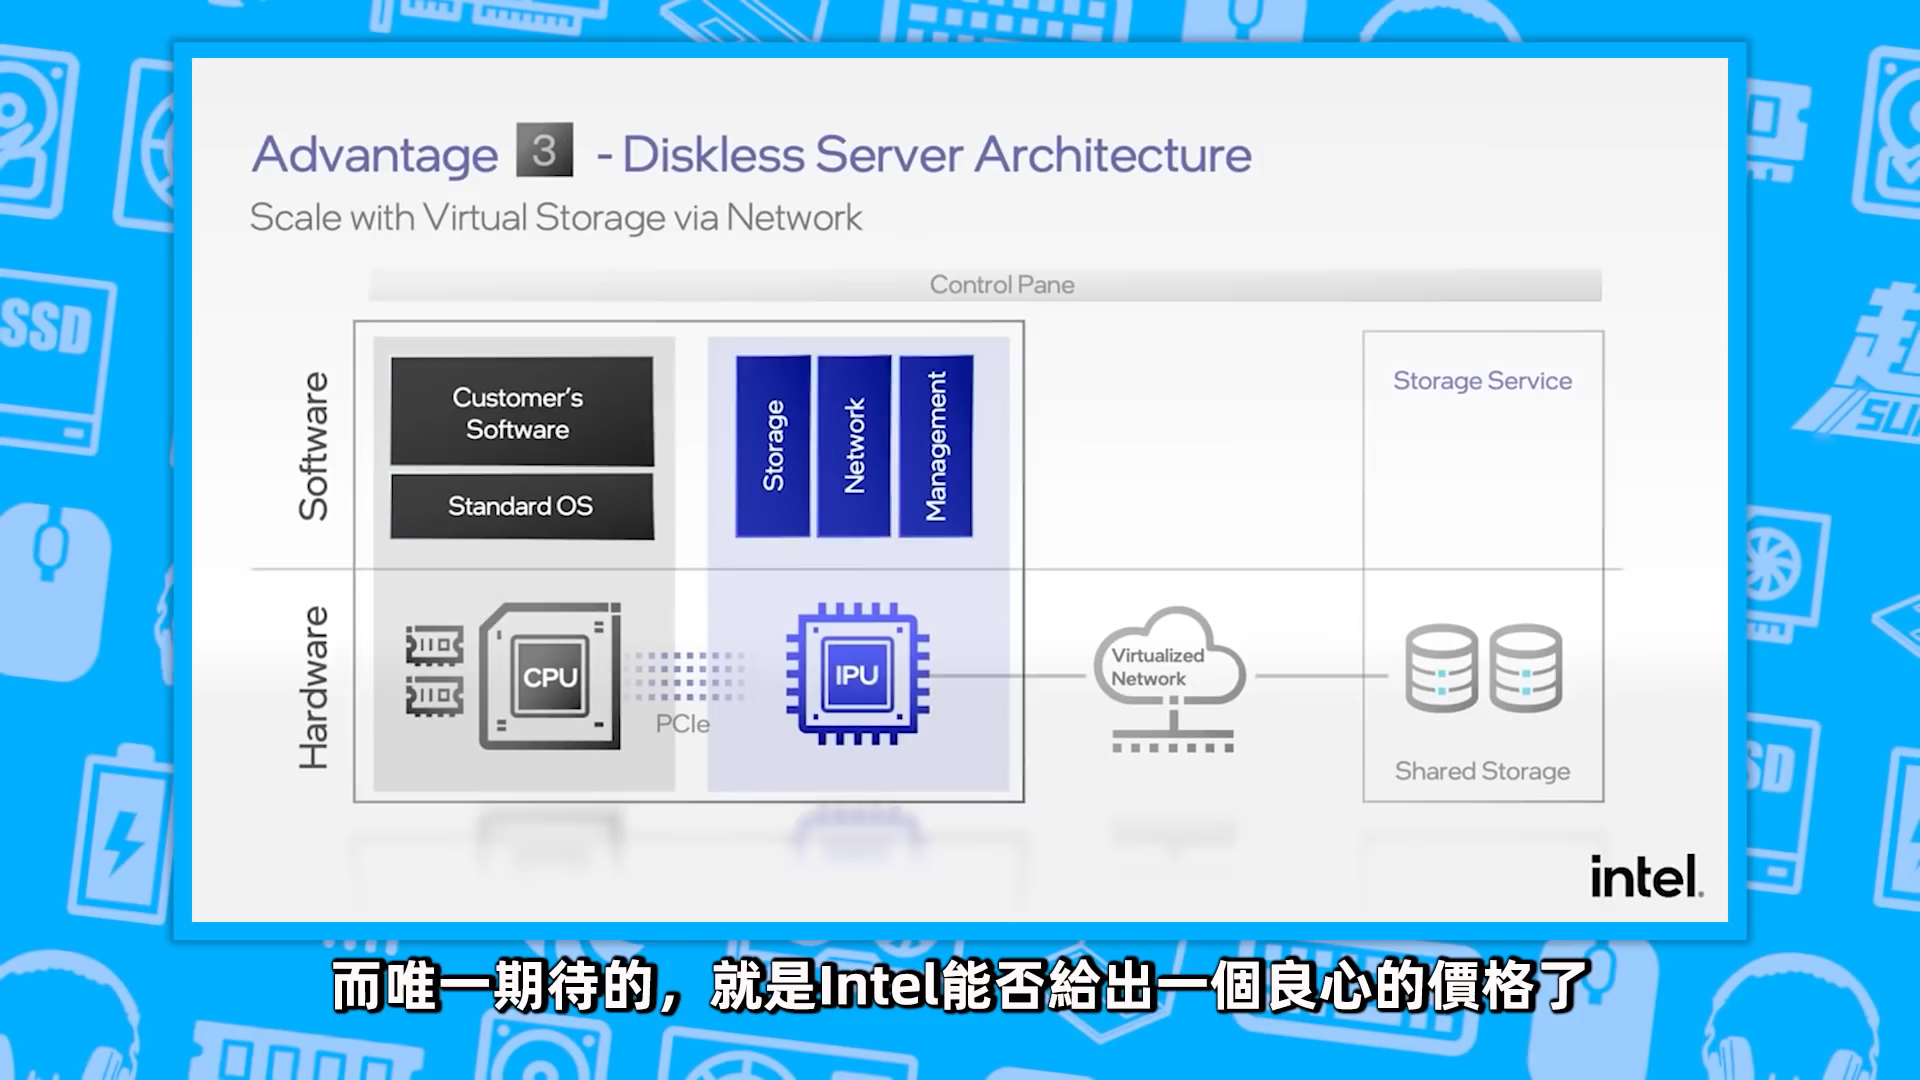 Advantage 3 - Diskless Server Architecture
Scale with Virtual Storage via Network
Control Pane
Software
Customer's
Software
Standard OS
Storage
Network
Management
Storage Service
Hardware
CPU
PCIe
IPU
Virtualized
Network
Shared Storage
intel.
SSD
SSD
超
而唯一期待的，就是Intel能否給出一個良心的價格了